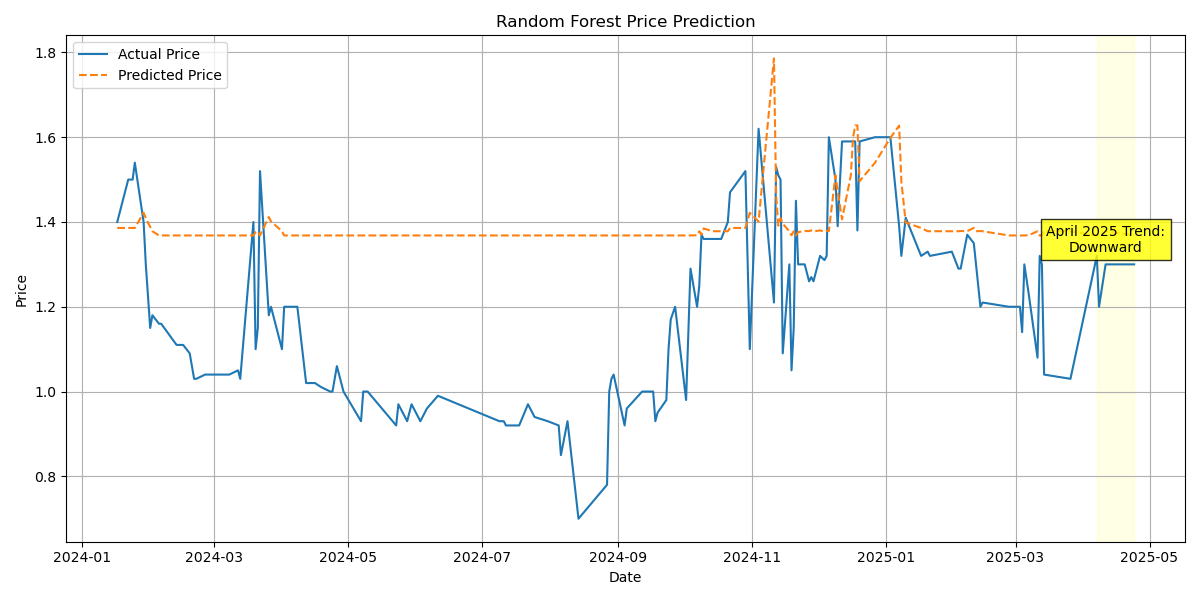 Random Forest Price Prediction
Actual Price
Predicted Price
April 2025 Trend:
Downward
Price
1.8
1.6
1.4
1.2
1.0
0.8
2024-01
2024-03
2024-05
2024-07
2024-09
2024-11
2025-01
2025-03
2025-05
Date